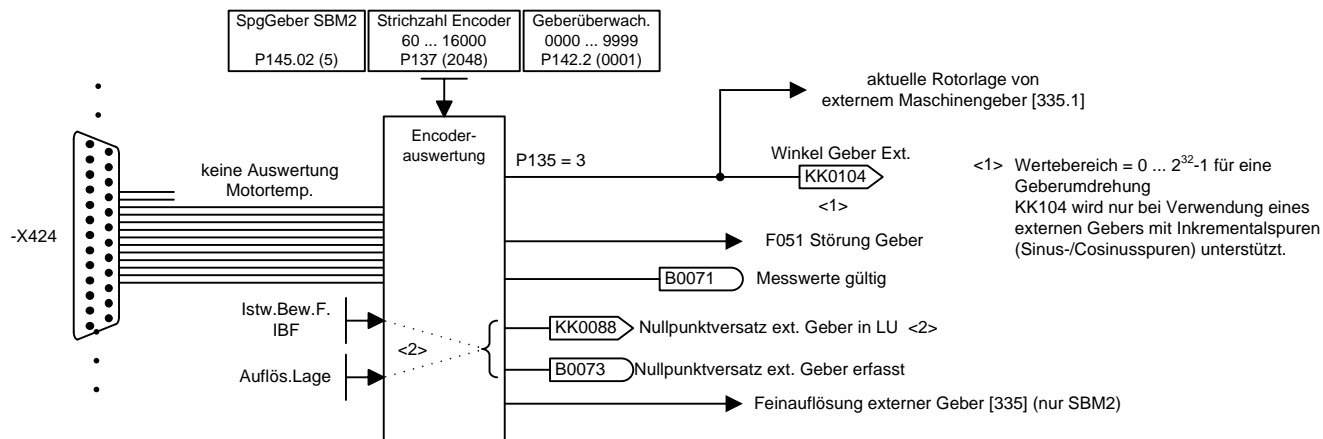 SpgGeber SBM2
P145.02 (5)
Strichzahl Encoder
60 ... 16000
P137 (2048)
Geberüberwach.
0000 ... 9999
P142.2 (0001)
aktuelle Rotorlage von
externem Maschinengeber [335.1]
Encoder-
auswertung
P135 = 3
Winkel Geber Ext.
KK0104
<1>
<1> Wertebereich = 0 ... 2³²-1 für eine
Geberumdrehung
KK104 wird nur bei Verwendung eines
externen Gebers mit Inkrementalspuren
(Sinus-/Cosinusspuren) unterstützt.
keine Auswertung
Motortemp.
-X424
F051 Störung Geber
B0071 Messwerte gültig
Istw.Bew.F.
IBF
<2>
KK0088 Nullpunktversatz ext. Geber in LU <2>
Auflös.Lage
B0073 Nullpunktversatz ext. Geber erfasst
Feinauflösung externer Geber [335] (nur SBM2)